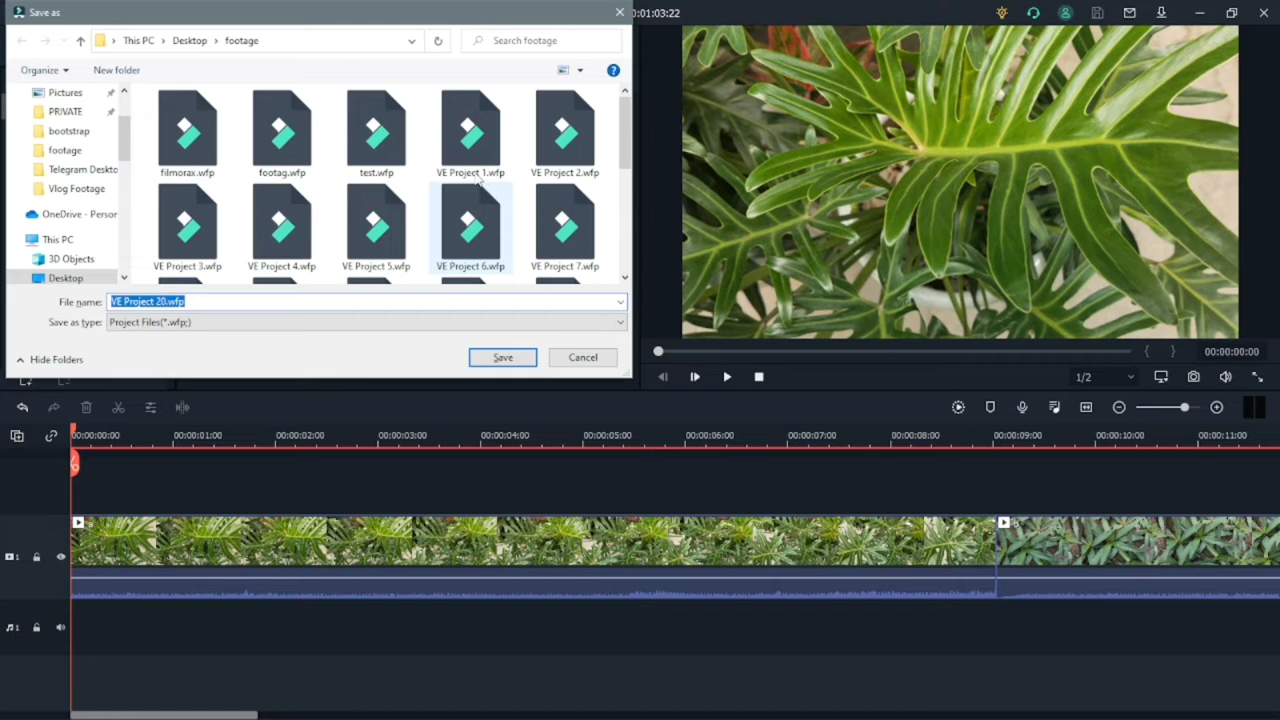 Save as
00:01:03:22
This PC > Desktop > footage
Search footage
Organize
New folder
Pictures
PRIVATE
bootstrap
footage
Telegram Deskto
Vlog Footage
OneDrive - Person
This PC
3D Objects
Desktop
filmorax.wfp
footag.wfp
test.wfp
VE Project 1.wfp
VE Project 2.wfp
VE Project 3.wfp
VE Project 4.wfp
VE Project 5.wfp
VE Project 6.wfp
VE Project 7.wfp
File name: VE Project 20.wfp
Save as type: Project Files(*.wfp;)
Hide Folders
Save
Cancel
00:00:00:00
1/2
00:00:00:00
00:00:01:00
00:00:02:00
00:00:03:00
00:00:04:00
00:00:05:00
00:00:06:00
00:00:07:00
00:00:08:00
00:00:09:00
00:00:10:00
00:00:11:00
a
b
1
1